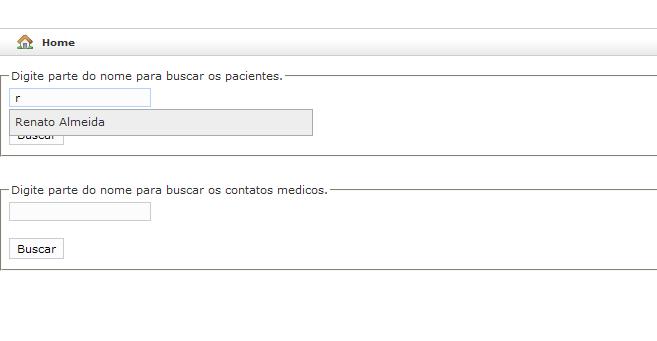 Home
Digite parte do nome para buscar os pacientes.
r
Renato Almeida
Buscar
Digite parte do nome para buscar os contatos medicos.
Buscar